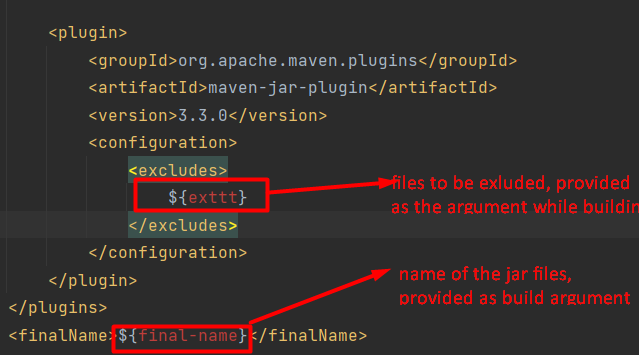 <plugin>
<groupId>org.apache.maven.plugins</groupId>
<artifactId>maven-jar-plugin</artifactId>
<version>3.3.0</version>
<configuration>
<excludes>
${exttt}
files to be exluded, provided
as the argument while buildin
</excludes>
</configuration>
</plugin>
name of the jar files,
provided as build argument
</plugins>
<finalName>${final-name}</finalName>